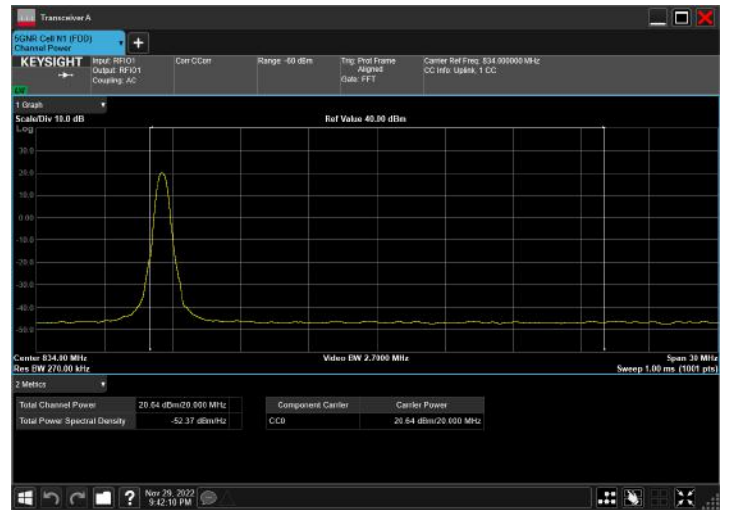 Transceiver A
5GNR Cell N1 (FDD)
Channel Power
KEYSIGHT
Input: RFIO1
Output: RFIO1
Coupling: AC
Corr CCorr
Range -60 dBm
Trig: Prot Frame
Aligned
Gate: FFT
Carrier Ref Freq: 834.000000 MHz
CC Info: Uplink, 1 CC
1 Graph
Scale/Div 10.0 dB
Ref Value 40.00 dBm
Log
30.0
20.0
10.0
0.00
-10.0
-20.0
-30.0
-40.0
-50.0
Center 834.00 MHz
Video BW 2.7000 MHz
Span 30 MHz
Res BW 270.00 kHz
Sweep 1.00 ms (1001 pts)
2 Metrics
Total Channel Power 20.64 dBm/20.000 MHz
Total Power Spectral Density -52.37 dBm/Hz
Component Carrier Carrier Power
CC0 20.64 dBm/20.000 MHz
Nov 29, 2022
9:42:10 PM